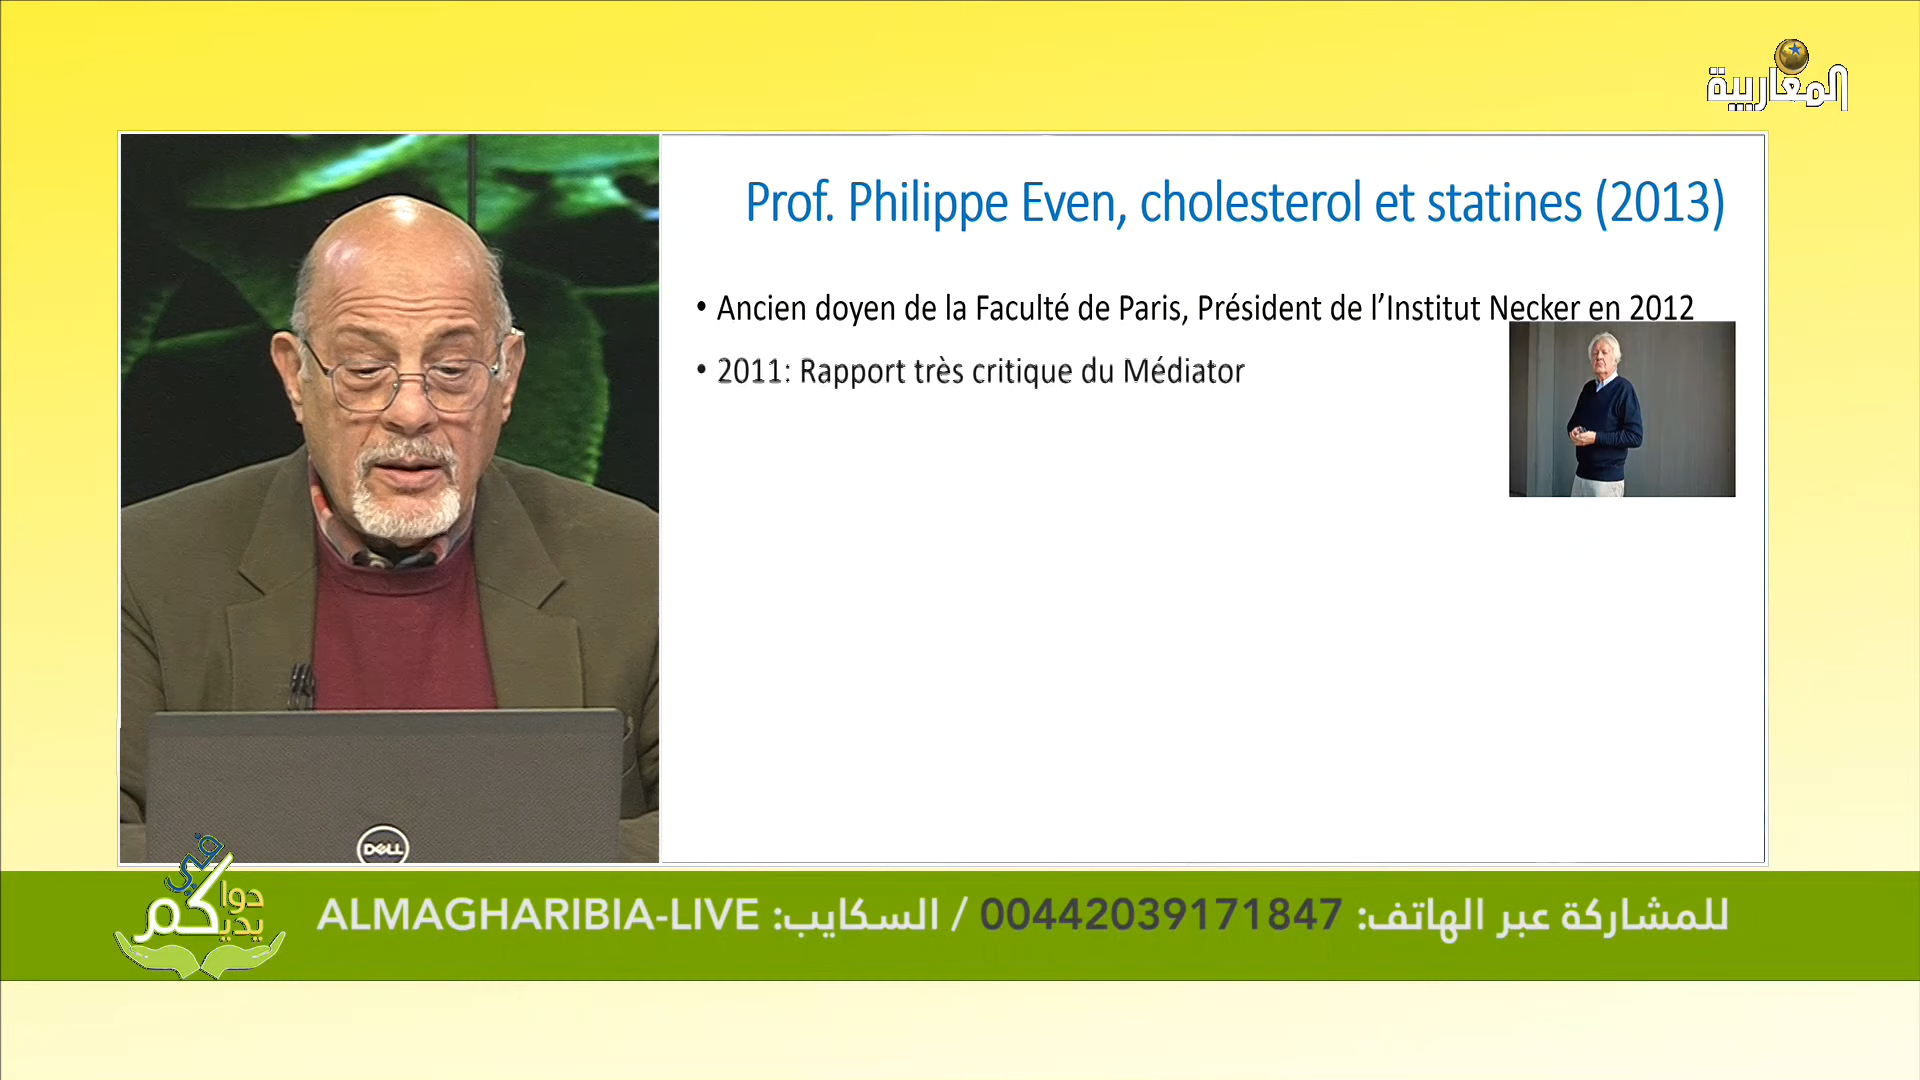 المغاربية
Prof. Philippe Even, cholesterol et statines (2013)
• Ancien doyen de la Faculté de Paris, Président de l’Institut Necker en 2012
• 2011: Rapport très critique du Médiator
DELL
دواكم في يديكم
للمشاركة عبر الهاتف: 00442039171847 / السكايب: ALMAGHARIBIA-LIVE